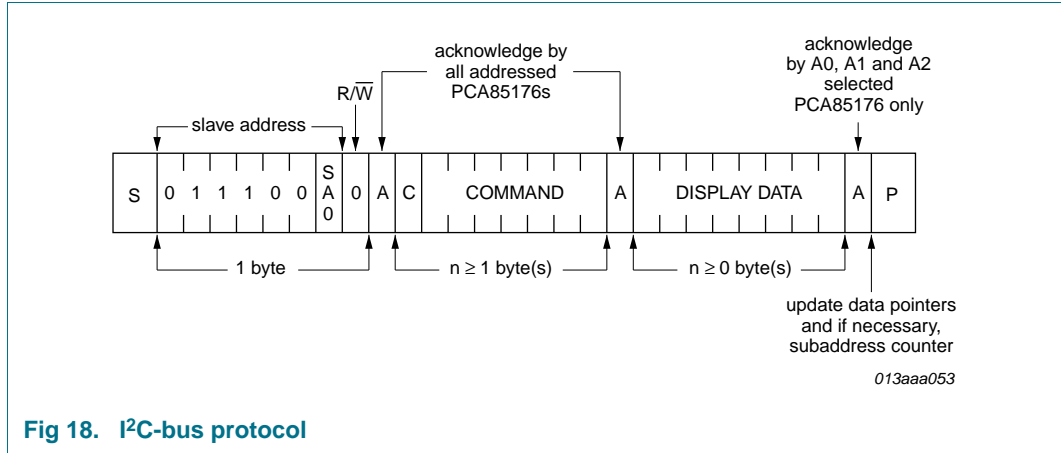 acknowledge by
all addressed
PCA85176s
acknowledge
by A0, A1 and A2
selected
PCA85176 only
R/W̅
slave address
S 0 1 1 1 0 0 SA0 0 A C COMMAND A DISPLAY DATA A P
1 byte
n ≥ 1 byte(s)
n ≥ 0 byte(s)
update data pointers
and if necessary,
subaddress counter
013aaa053
Fig 18. I²C-bus protocol